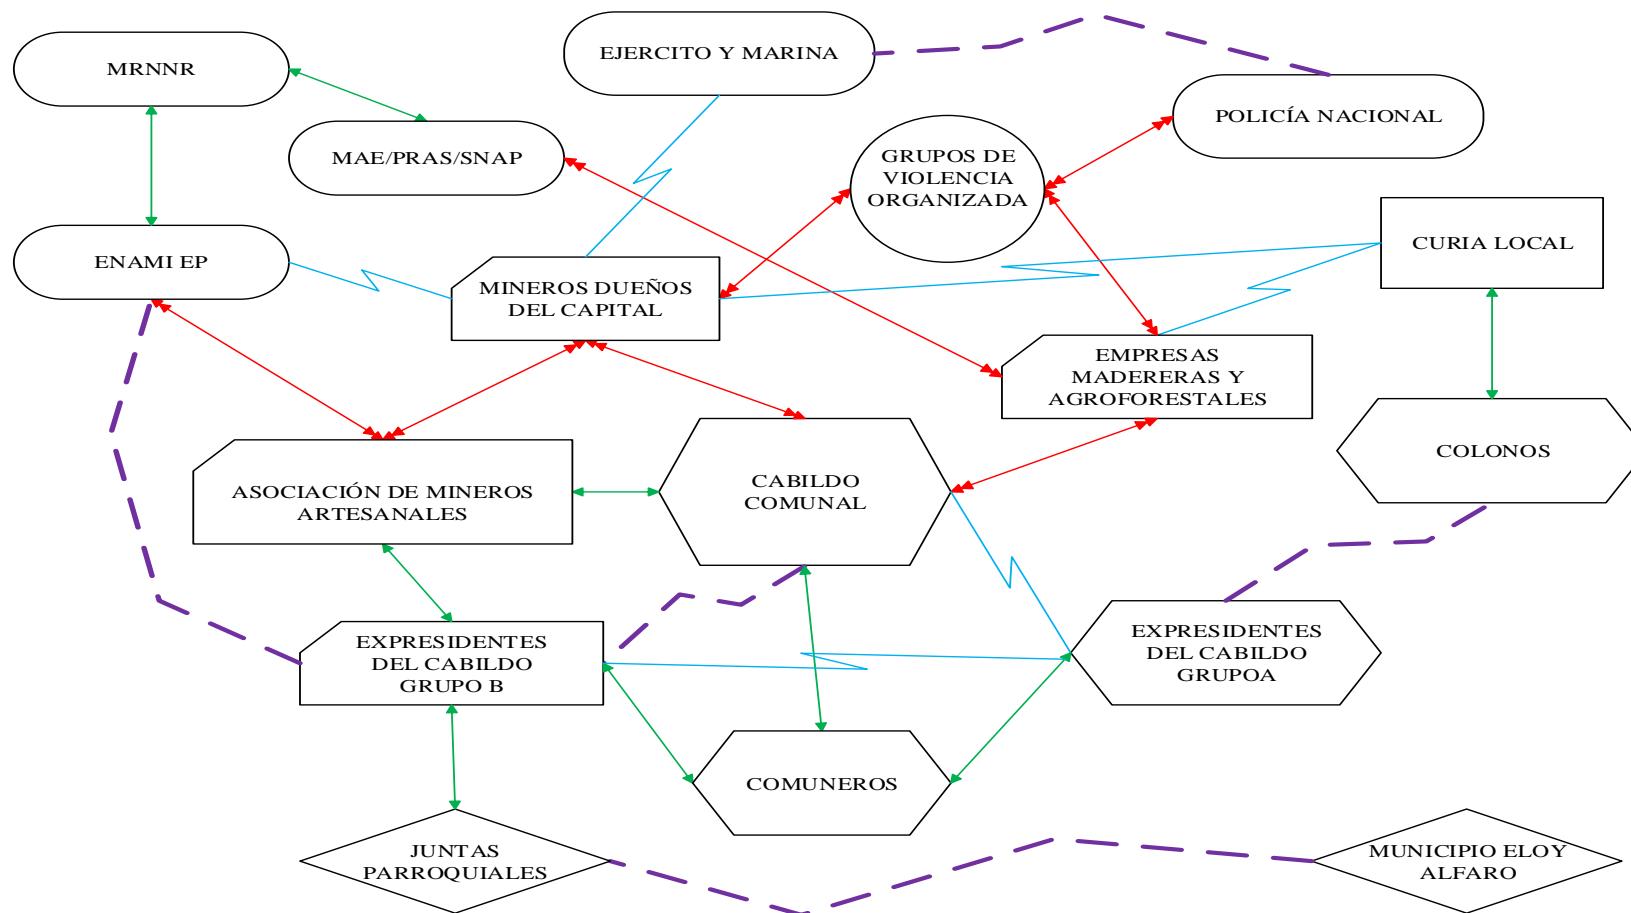 MRNNR
EJERCITO Y MARINA
POLICÍA NACIONAL
MAE/PRAS/SNAP
GRUPOS DE
VIOLENCIA
ORGANIZADA
CURIA LOCAL
ENAMI EP
MINEROS DUEÑOS
DEL CAPITAL
EMPRESAS
MADERERAS Y
AGROFORESTALES
COLONOS
ASOCIACIÓN DE MINEROS
ARTESANALES
CABILDO
COMUNAL
EXPRESIDENTES
DEL CABILDO
GRUPO B
EXPRESIDENTES
DEL CABILDO
GRUPOA
COMUNEROS
JUNTAS
PARROQUIALES
MUNICIPIO ELOY
ALFARO